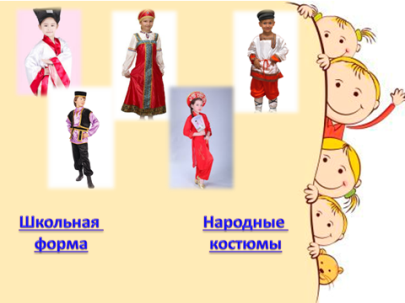 Школьная
форма
Народные
костюмы